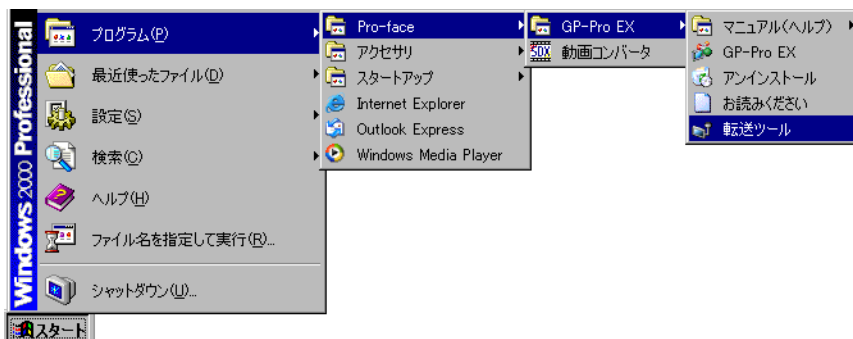 Windows 2000 Professional
プログラム(P)
最近使ったファイル(D)
設定(S)
検索(C)
ヘルプ(H)
ファイル名を指定して実行(R)...
シャットダウン(U)...
スタート
Pro-face
アクセサリ
スタートアップ
Internet Explorer
Outlook Express
Windows Media Player
GP-Pro EX
SDX 動画コンバータ
マニュアル(ヘルプ)
GP-Pro EX
アンインストール
お読みください
転送ツール